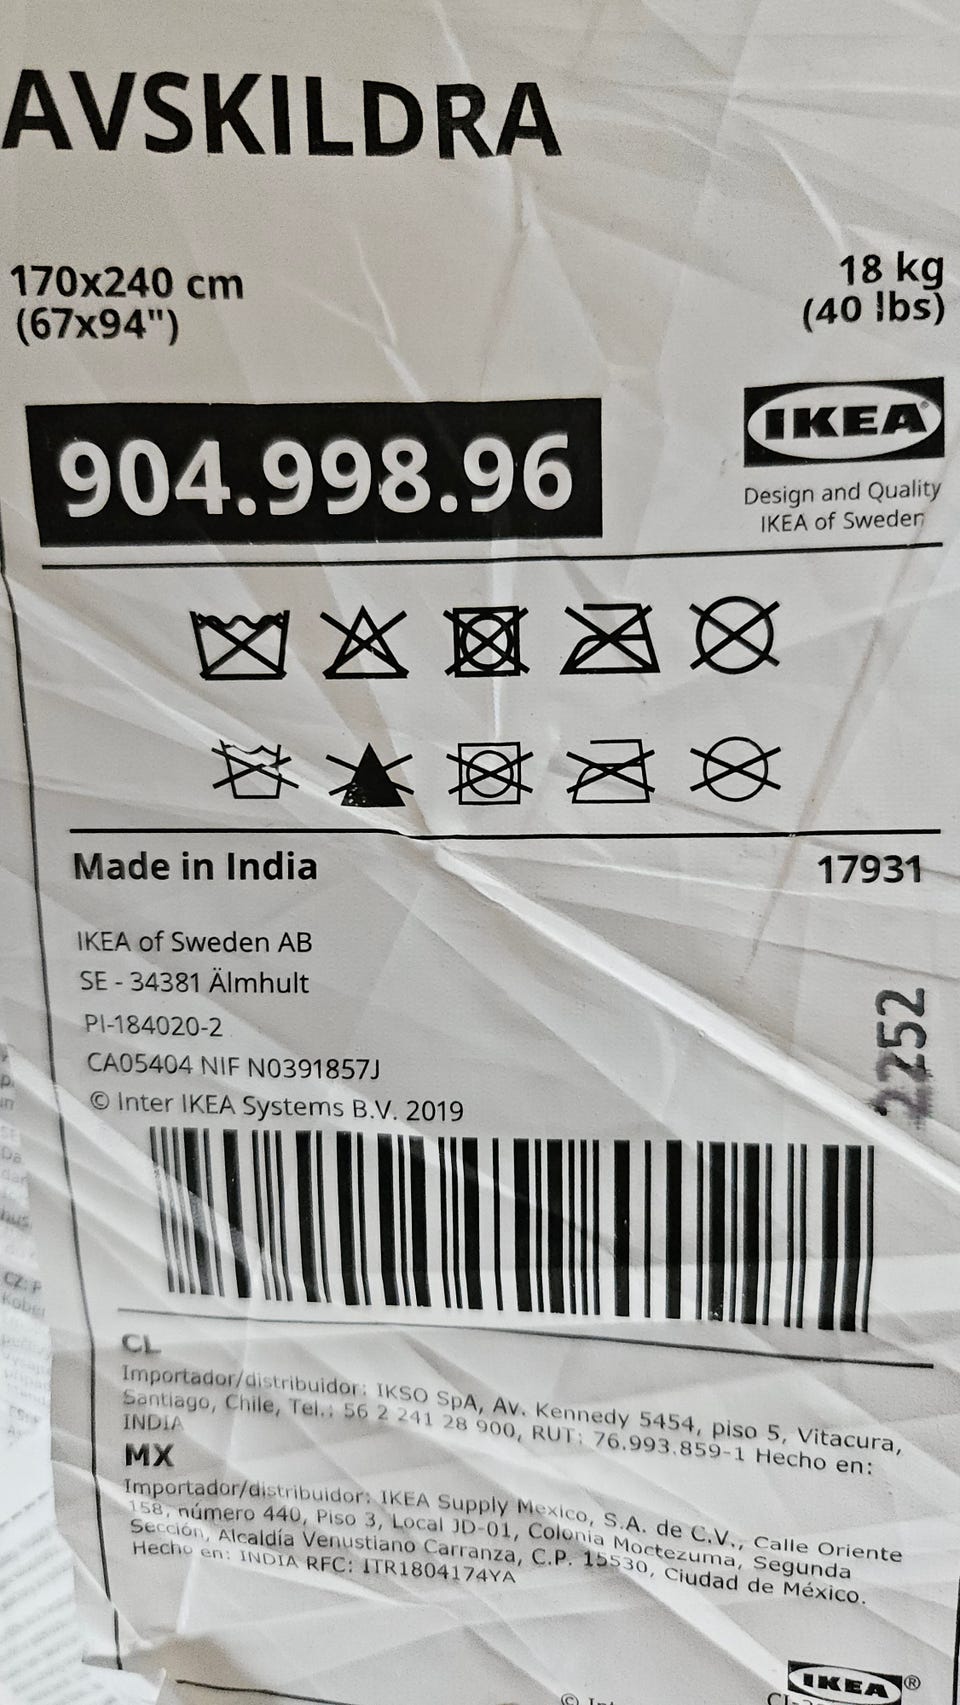 AVSKILDRA
170x240 cm
(67x94")
18 kg
(40 lbs)
904.998.96
IKEA®
Design and Quality
IKEA of Sweden
Made in India
17931
IKEA of Sweden AB
SE - 34381 Älmhult
PI-184020-2
CA05404 NIF N0391857J
© Inter IKEA Systems B.V. 2019
2252
CL
Importador/distribuidor: IKSO SpA, Av. Kennedy 5454, piso 5, Vitacura,
Santiago, Chile, Tel.: 56 2 241 28 900, RUT: 76.993.859-1 Hecho en:
INDIA
MX
Importador/distribuidor: IKEA Supply Mexico, S.A. de C.V., Calle Oriente
158, número 440, Piso 3, Local JD-01, Colonia Moctezuma, Segunda
Sección, Alcaldía Venustiano Carranza, C.P. 15530, Ciudad de México.
Hecho en: INDIA RFC: ITR1804174YA
IKEA®